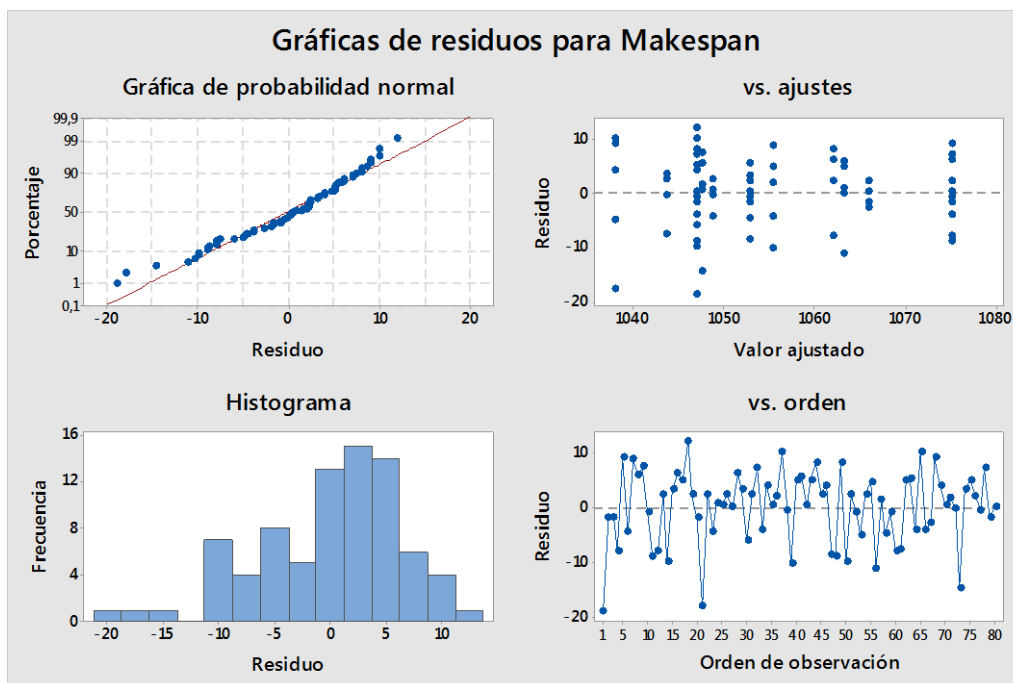 Gráficas de residuos para Makespan
Gráfica de probabilidad normal
99,9
99
90
50
10
1
0,1
Porcentaje
-20 -10 0 10 20
Residuo
vs. ajustes
10
0
-10
-20
Residuo
1040 1050 1060 1070 1080
Valor ajustado
Histograma
16
12
8
4
0
Frecuencia
-20 -15 -10 -5 0 5 10
Residuo
vs. orden
10
0
-10
-20
Residuo
1 5 10 15 20 25 30 35 40 45 50 55 60 65 70 75 80
Orden de observación